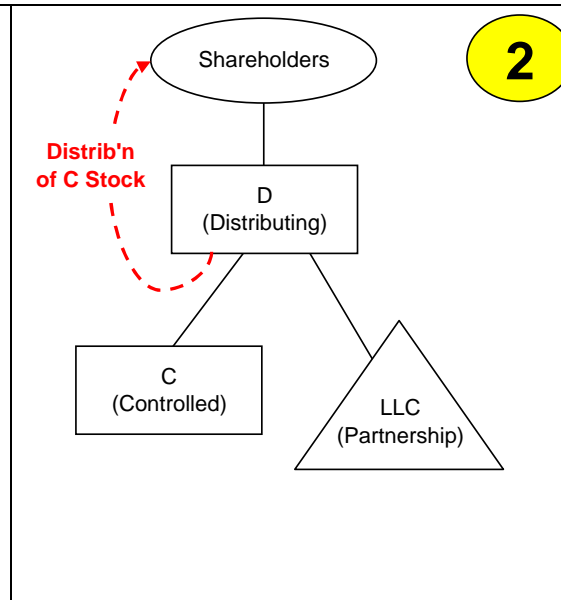 Shareholders
2
Distrib'n
of C Stock
D
(Distributing)
C
(Controlled)
LLC
(Partnership)